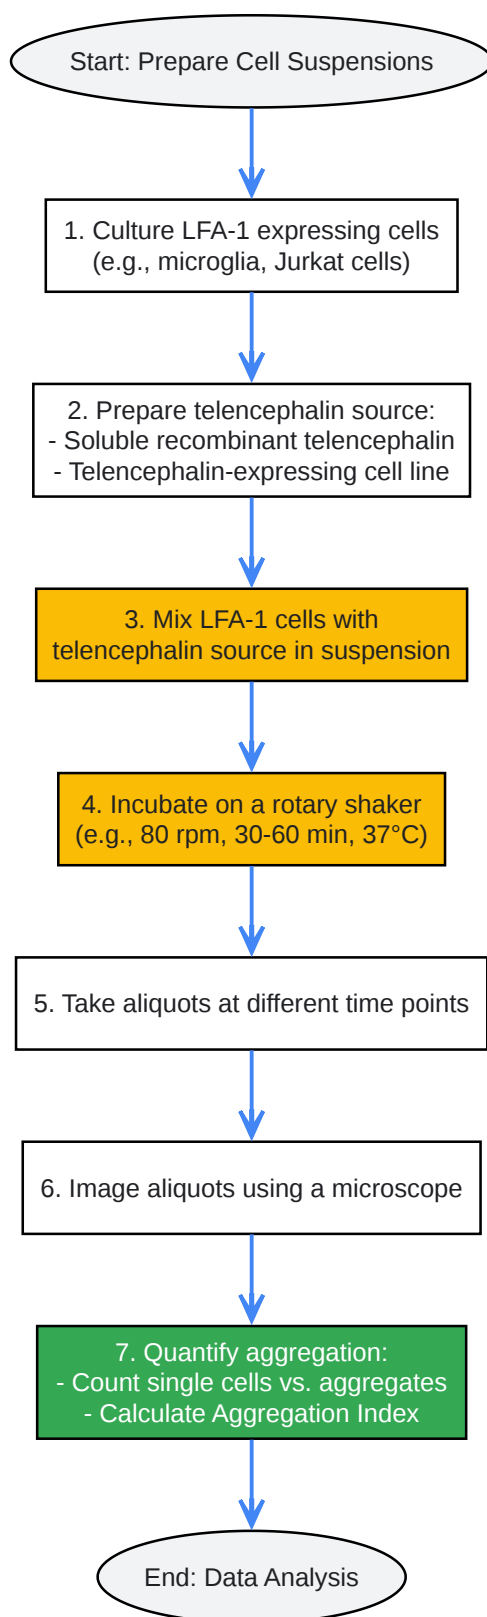 Start: Prepare Cell Suspensions
1. Culture LFA-1 expressing cells
(e.g., microglia, Jurkat cells)
2. Prepare telencephalin source:
- Soluble recombinant telencephalin
- Telencephalin-expressing cell line
3. Mix LFA-1 cells with
telencephalin source in suspension
4. Incubate on a rotary shaker
(e.g., 80 rpm, 30-60 min, 37°C)
5. Take aliquots at different time points
6. Image aliquots using a microscope
7. Quantify aggregation:
- Count single cells vs. aggregates
- Calculate Aggregation Index
End: Data Analysis